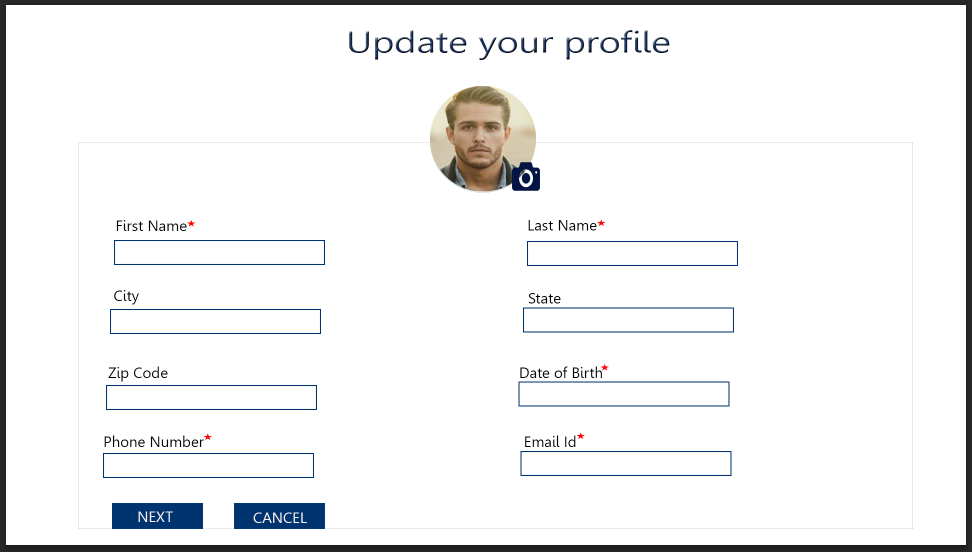 Update your profile
First Name*
Last Name*
City
State
Zip Code
Date of Birth*
Phone Number*
Email Id*
NEXT
CANCEL